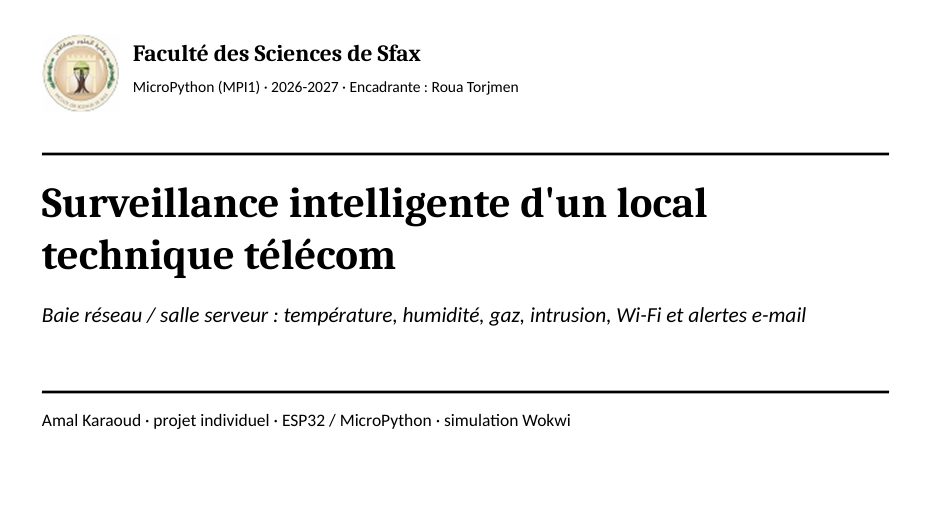 Faculté des Sciences de Sfax
MicroPython (MPI1) · 2026-2027 · Encadrante : Roua Torjmen
Surveillance intelligente d'un local
technique télécom
Baie réseau / salle serveur : température, humidité, gaz, intrusion, Wi-Fi et alertes e-mail
Amal Karaoud · projet individuel · ESP32 / MicroPython · simulation Wokwi